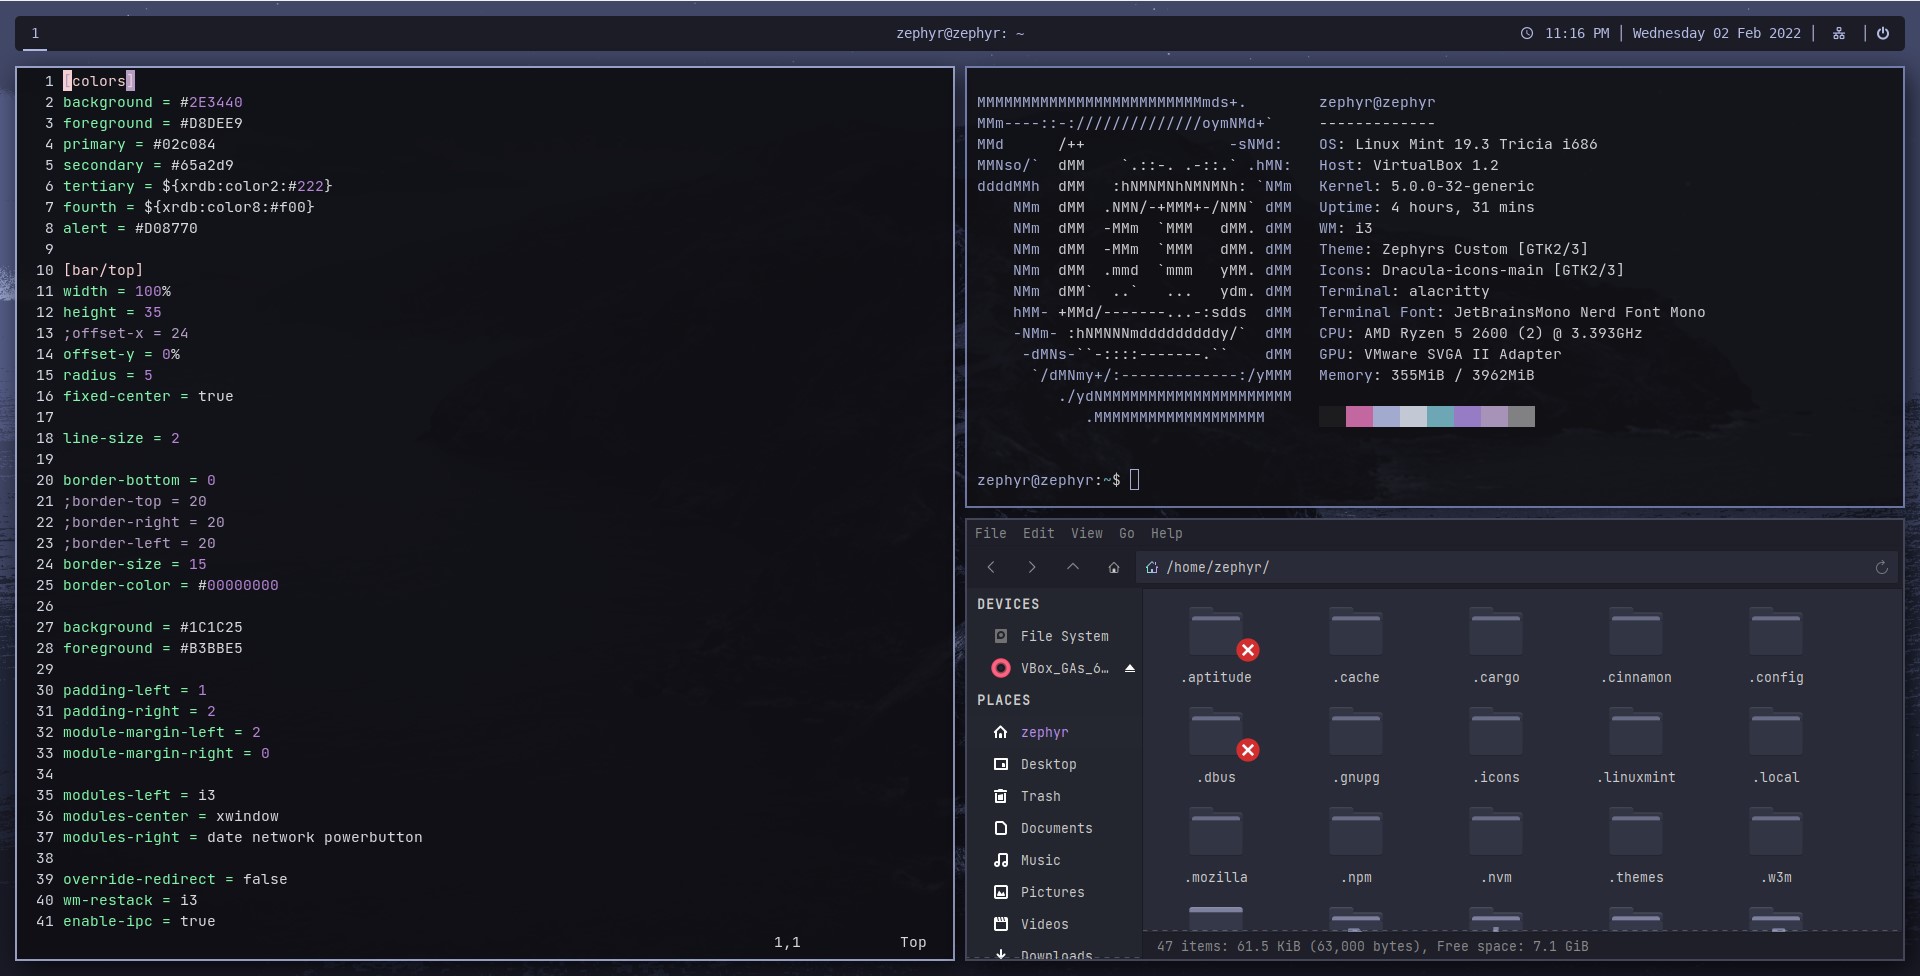 1
zephyr@zephyr: ~
11:16 PM | Wednesday 02 Feb 2022 | |
1 [colors]
2 background = #2E3440
3 foreground = #D8DEE9
4 primary = #02c084
5 secondary = #65a2d9
6 tertiary = ${xrdb:color2:#222}
7 fourth = ${xrdb:color8:#f00}
8 alert = #D08770
9
10 [bar/top]
11 width = 100%
12 height = 35
13 ;offset-x = 24
14 offset-y = 0%
15 radius = 5
16 fixed-center = true
17
18 line-size = 2
19
20 border-bottom = 0
21 ;border-top = 20
22 ;border-right = 20
23 ;border-left = 20
24 border-size = 15
25 border-color = #00000000
26
27 background = #1C1C25
28 foreground = #B3BBE5
29
30 padding-left = 1
31 padding-right = 2
32 module-margin-left = 2
33 module-margin-right = 0
34
35 modules-left = i3
36 modules-center = xwindow
37 modules-right = date network powerbutton
38
39 override-redirect = false
40 wm-restack = i3
41 enable-ipc = true
1,1 Top
MMMMMMMMMMMMMMMMMMMMMMMMMmds+.
MMm----::-://////////////oymNMd+`
MMd      /++                -sNMd:
MMNso/`  dMM    `.::-. .-::.` .hMN:
ddddMMh  dMM   :hNMNMNhNMNMNh: `NMm
    NMm  dMM  .NMN/-+MMM+-/NMN` dMM
    NMm  dMM  -MMm  `MMM   dMM. dMM
    NMm  dMM  -MMm  `MMM   dMM. dMM
    NMm  dMM  .mmd  `mmm   yMM. dMM
    NMm  dMM`  ..`   ...   ydm. dMM
    hMM- +MMd/-------...-:sdds  dMM
    -NMm- :hNMNNNmdddddddddy/`  dMM
     -dMNs-``-::::-------.``    dMM
      `/dMNmy+/:-------------:/yMMM
         ./ydNMMMMMMMMMMMMMMMMMMMMM
            .MMMMMMMMMMMMMMMMMMM
zephyr@zephyr
-------------
OS: Linux Mint 19.3 Tricia i686
Host: VirtualBox 1.2
Kernel: 5.0.0-32-generic
Uptime: 4 hours, 31 mins
WM: i3
Theme: Zephyrs Custom [GTK2/3]
Icons: Dracula-icons-main [GTK2/3]
Terminal: alacritty
Terminal Font: JetBrainsMono Nerd Font Mono
CPU: AMD Ryzen 5 2600 (2) @ 3.393GHz
GPU: VMware SVGA II Adapter
Memory: 355MiB / 3962MiB
zephyr@zephyr:~$
File Edit View Go Help
/home/zephyr/
DEVICES
File System
VBox_GAs_6…
PLACES
zephyr
Desktop
Trash
Documents
Music
Pictures
Videos
Downloads
.aptitude .cache .cargo .cinnamon .config
.dbus .gnupg .icons .linuxmint .local
.mozilla .npm .nvm .themes .w3m
47 items: 61.5 KiB (63,000 bytes), Free space: 7.1 GiB